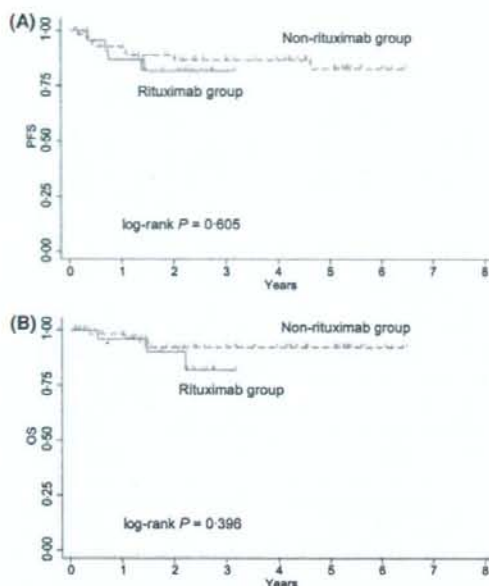 (A)
1·00
Non-rituximab group
0·75
Rituximab group
PFS
0·50
0·25
log-rank P = 0·605
0·00
0 1 2 3 4 5 6 7 8
Years
(B)
1·00
Non-rituximab group
0·75
Rituximab group
OS
0·50
0·25
log-rank P = 0·396
0·00
0 1 2 3 4 5 6 7 8
Years